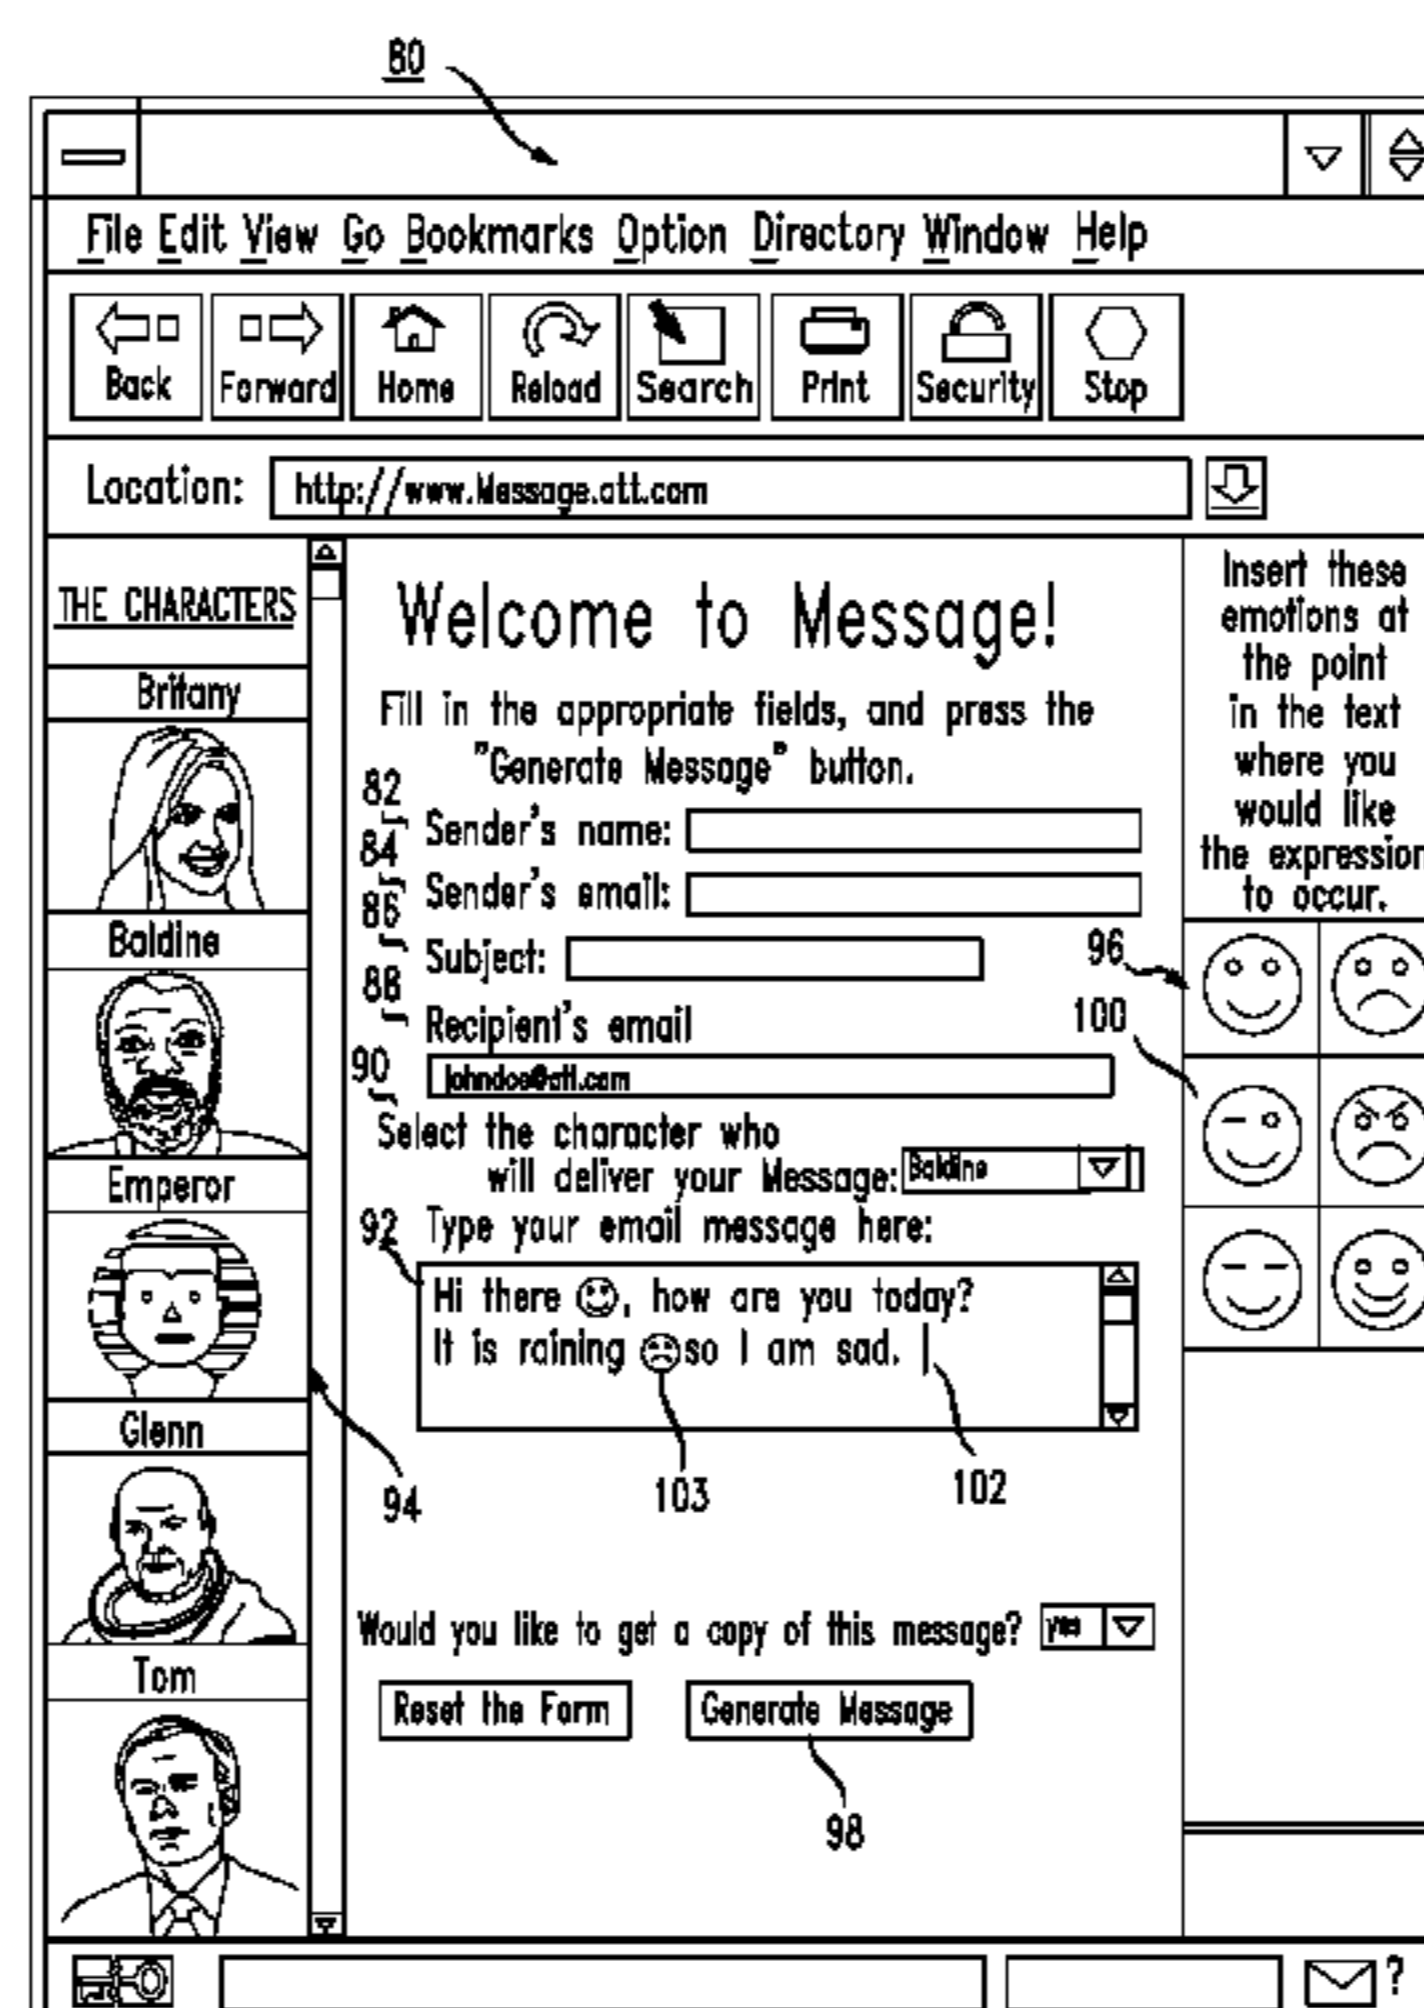 80
File Edit View Go Bookmarks Option Directory Window Help
Back Forward Home Reload Search Print Security Stop
Location: http://www.Message.att.com
THE CHARACTERS
Britany
Boldine
Emperor
Glenn
Tom
94
Welcome to Message!
Fill in the appropriate fields, and press the
"Generate Message" button.
82
Sender's name:
84
Sender's email:
86
Subject:
88
Recipient's email
90
johndoe@att.com
Select the character who
will deliver your Message: Boldine
92
Type your email message here:
Hi there , how are you today?
It is raining so I am sad.
103
102
Would you like to get a copy of this message? yes
Reset the Form
Generate Message
98
Insert these
emotions at
the point
in the text
where you
would like
the expression
to occur.
96
100
?